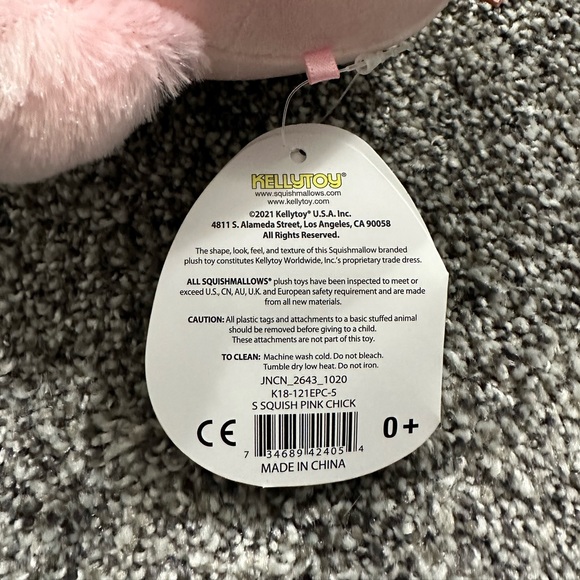 KELLYTOY®
www.squishmallows.com
www.kellytoy.com
©2021 Kellytoy® U.S.A. Inc.
4811 S. Alameda Street, Los Angeles, CA 90058
All Rights Reserved.
The shape, look, feel, and texture of this Squishmallow branded
plush toy constitutes Kellytoy Worldwide, Inc.'s proprietary trade dress.
ALL SQUISHMALLOWS® plush toys have been inspected to meet or
exceed U.S., CN, AU, U.K. and European safety requirement and are made
from all new materials.
CAUTION: All plastic tags and attachments to a basic stuffed animal
should be removed before giving to a child.
These attachments are not part of this toy.
TO CLEAN: Machine wash cold. Do not bleach.
Tumble dry low heat. Do not iron.
JNCN_2643_1020
K18-121EPC-5
S SQUISH PINK CHICK
CE 0+
7 34689 42405 4
MADE IN CHINA